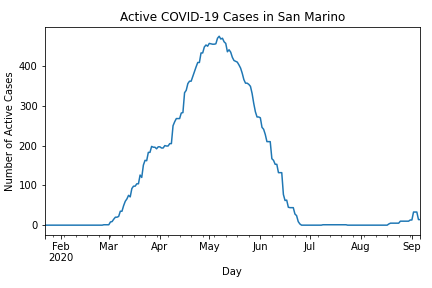 Active COVID-19 Cases in San Marino
Number of Active Cases
400
300
200
100
0
Feb Mar Apr May Jun Jul Aug Sep
2020
Day